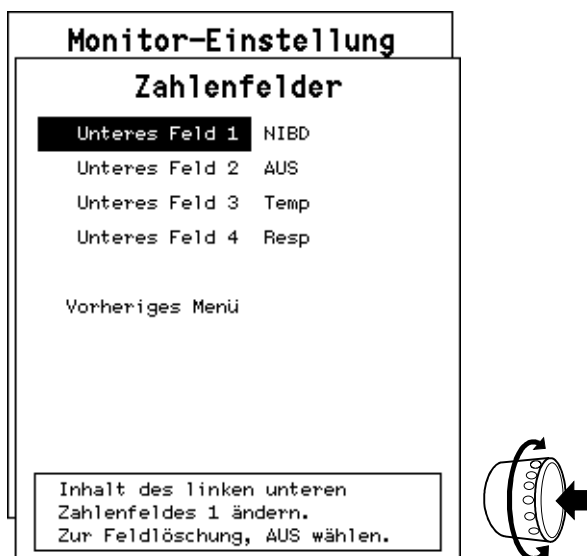 Monitor-Einstellung
Zahlenfelder
Unteres Feld 1 NIBD
Unteres Feld 2 AUS
Unteres Feld 3 Temp
Unteres Feld 4 Resp
Vorheriges Menü
Inhalt des linken unteren
Zahlenfeldes 1 ändern.
Zur Feldlöschung, AUS wählen.